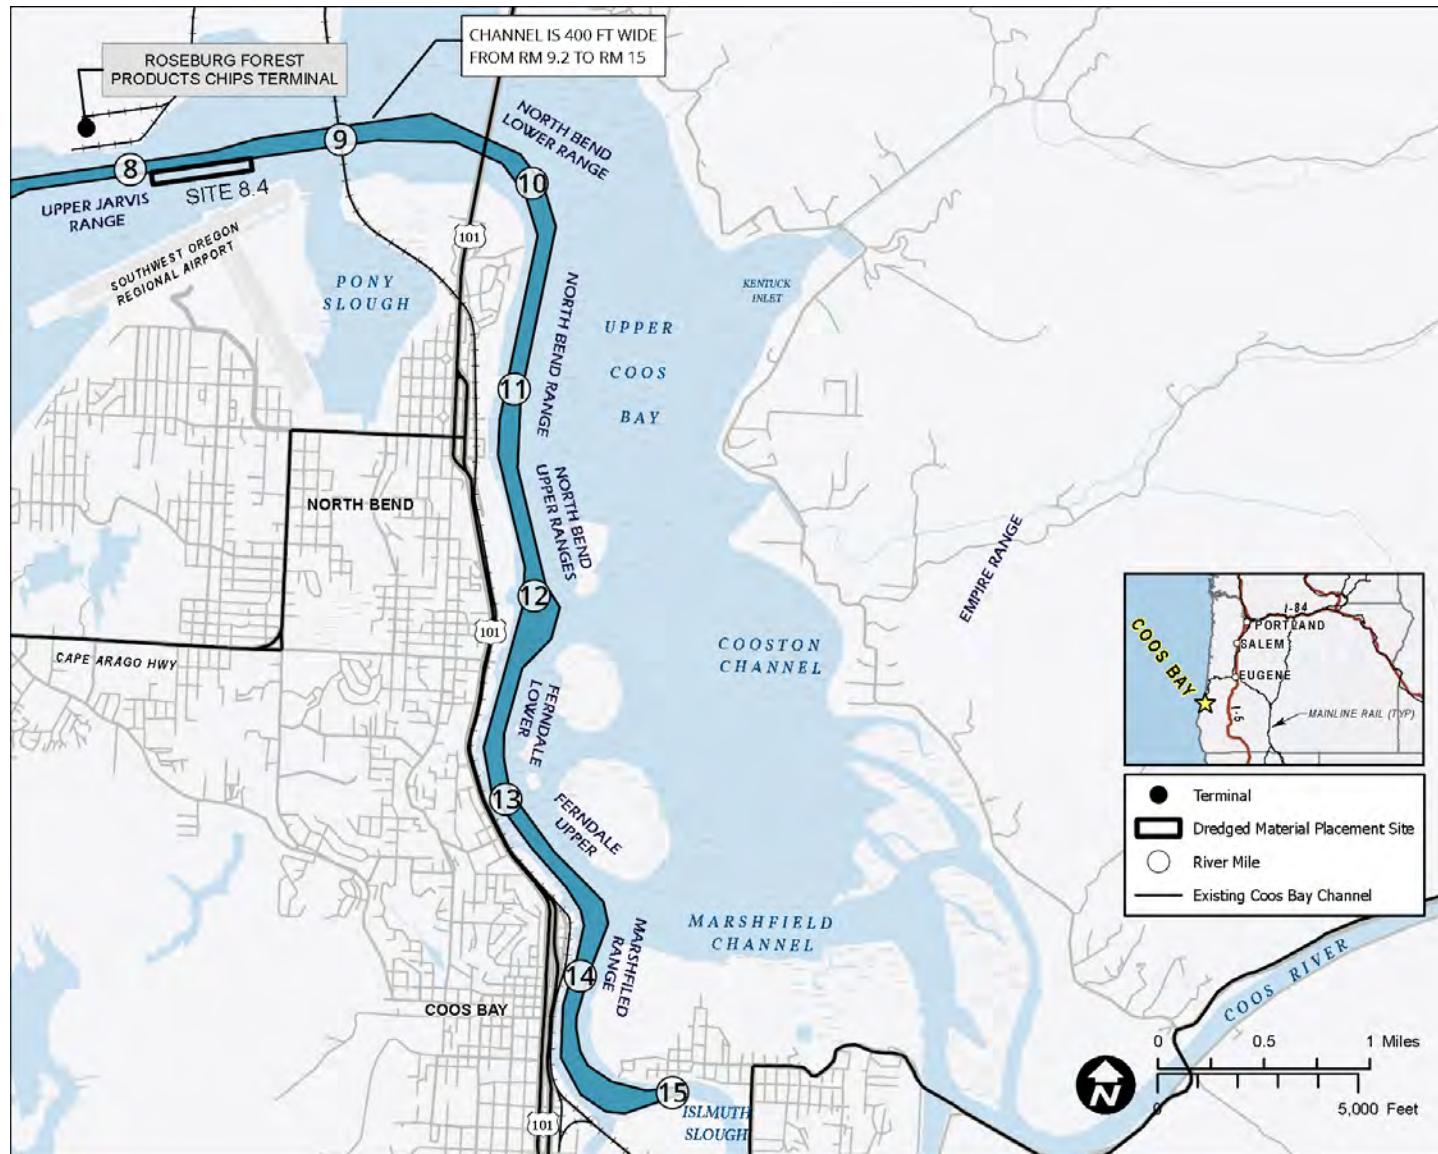 ROSEBURG FOREST
PRODUCTS CHIPS TERMINAL
CHANNEL IS 400 FT WIDE
FROM RM 9.2 TO RM 15
NORTH BEND
LOWER RANGE
8
9
10
SITE 8.4
UPPER JARVIS
RANGE
SOUTHWEST OREGON
REGIONAL AIRPORT
101
PONY
SLOUGH
KENTUCK
INLET
UPPER
COOS
BAY
NORTH BEND RANGE
11
NORTH BEND
UPPER RANGES
NORTH BEND
EMPIRE RANGE
12
101
CAPE ARAGO HWY
COOSTON
CHANNEL
FERNDALE
LOWER
13
FERNDALE
UPPER
MARSHFIELD
CHANNEL
MARSHFILED
RANGE
14
COOS BAY
15
ISLMUTH
SLOUGH
101
COOS RIVER
COOS BAY
I-84
PORTLAND
SALEM
EUGENE
I-5
MAINLINE RAIL (TYP)
Terminal
Dredged Material Placement Site
River Mile
Existing Coos Bay Channel
N
0 0.5 1 Miles
0 5,000 Feet